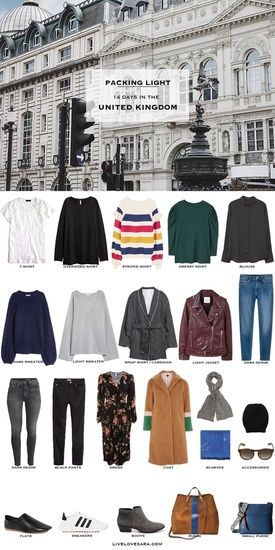 PACKING LIGHT
14 DAYS IN THE
UNITED KINGDOM
T-SHIRT OVERSIZED SHIRT STRIPED SHIRT DRESSY SHIRT BLOUSE
DARK SWEATER LIGHT SWEATER WRAP SHIRT / CARDIGAN LIGHT JACKET DARK DENIM
DARK DENIM BLACK PANTS DRESS COAT SCARVES ACCESSORIES
FLATS SNEAKERS BOOTS PURSE SMALL PURSE
LIVELOVESARA.COM